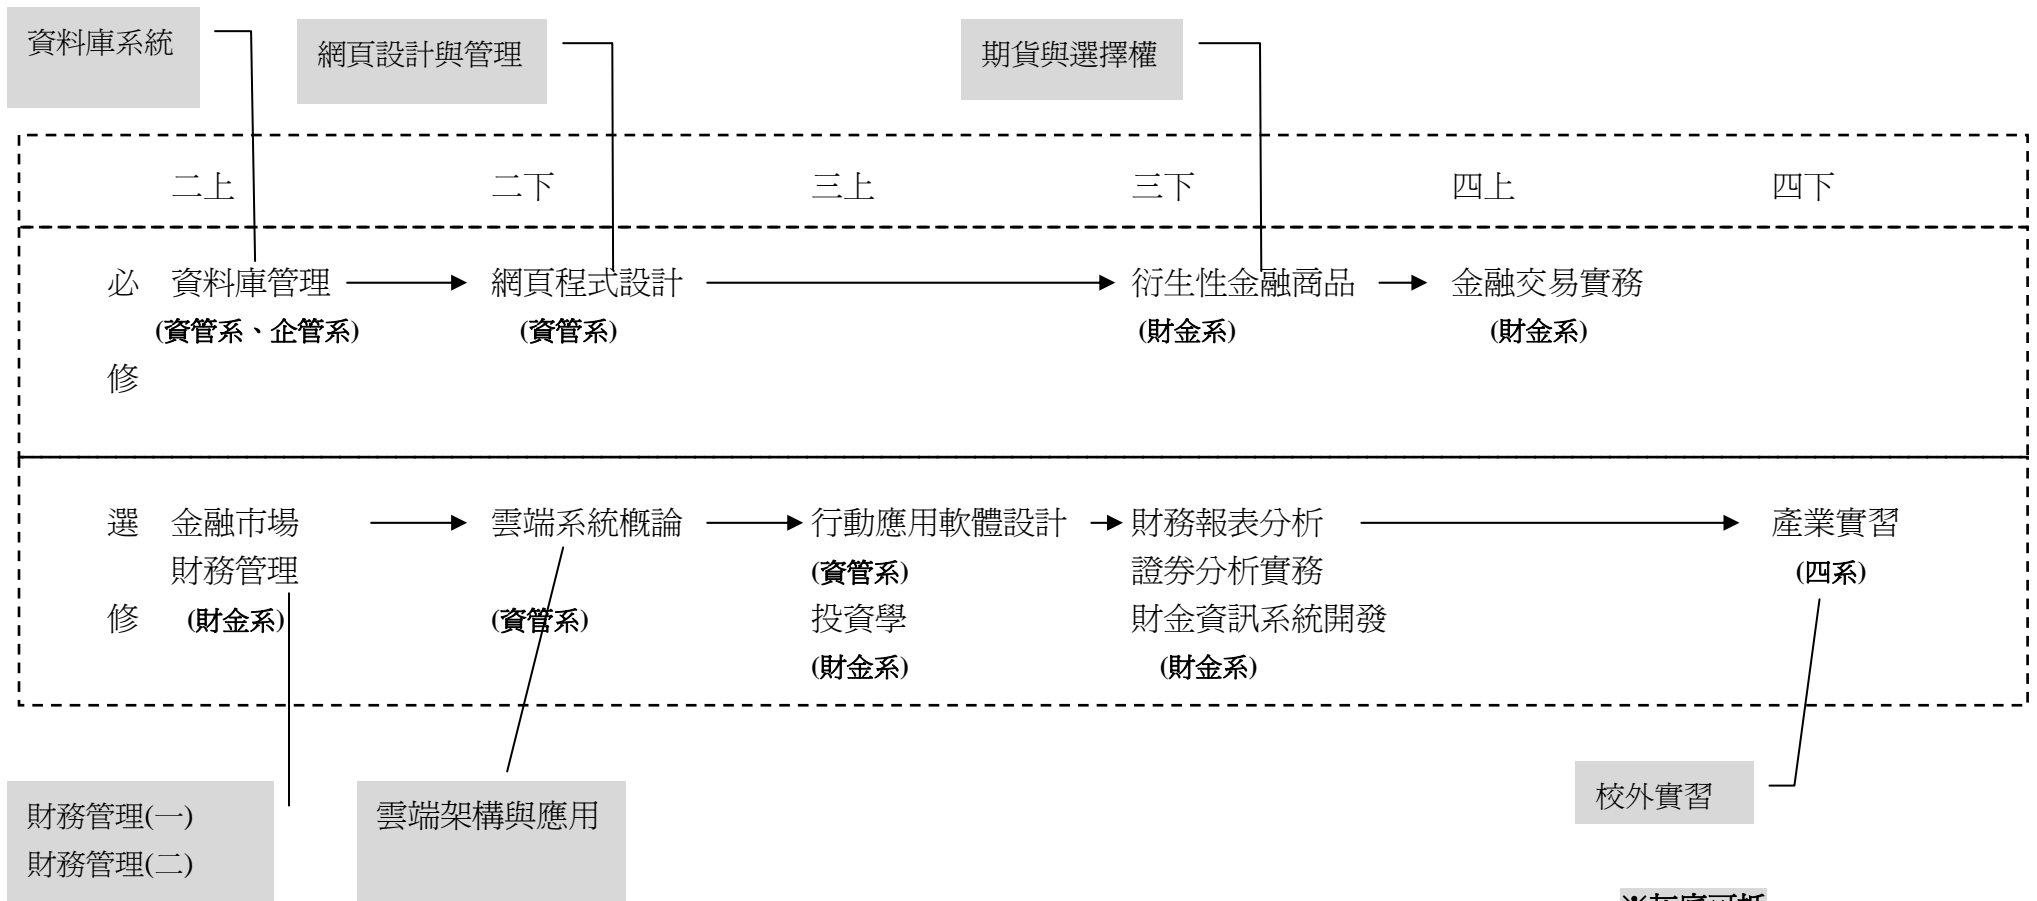 資料庫系統
網頁設計與管理
期貨與選擇權
二上 二下 三上 三下 四上 四下
必 資料庫管理 網頁程式設計 衍生性金融商品 金融交易實務
(資管系、企管系) (資管系) (財金系) (財金系)
修
選 金融市場 雲端系統概論 行動應用軟體設計 財務報表分析 產業實習
財務管理 (資管系) 證券分析實務 (四系)
修 (財金系) (資管系) 投資學 財金資訊系統開發
(財金系) (財金系)
校外實習
財務管理(一) 雲端架構與應用
財務管理(二)